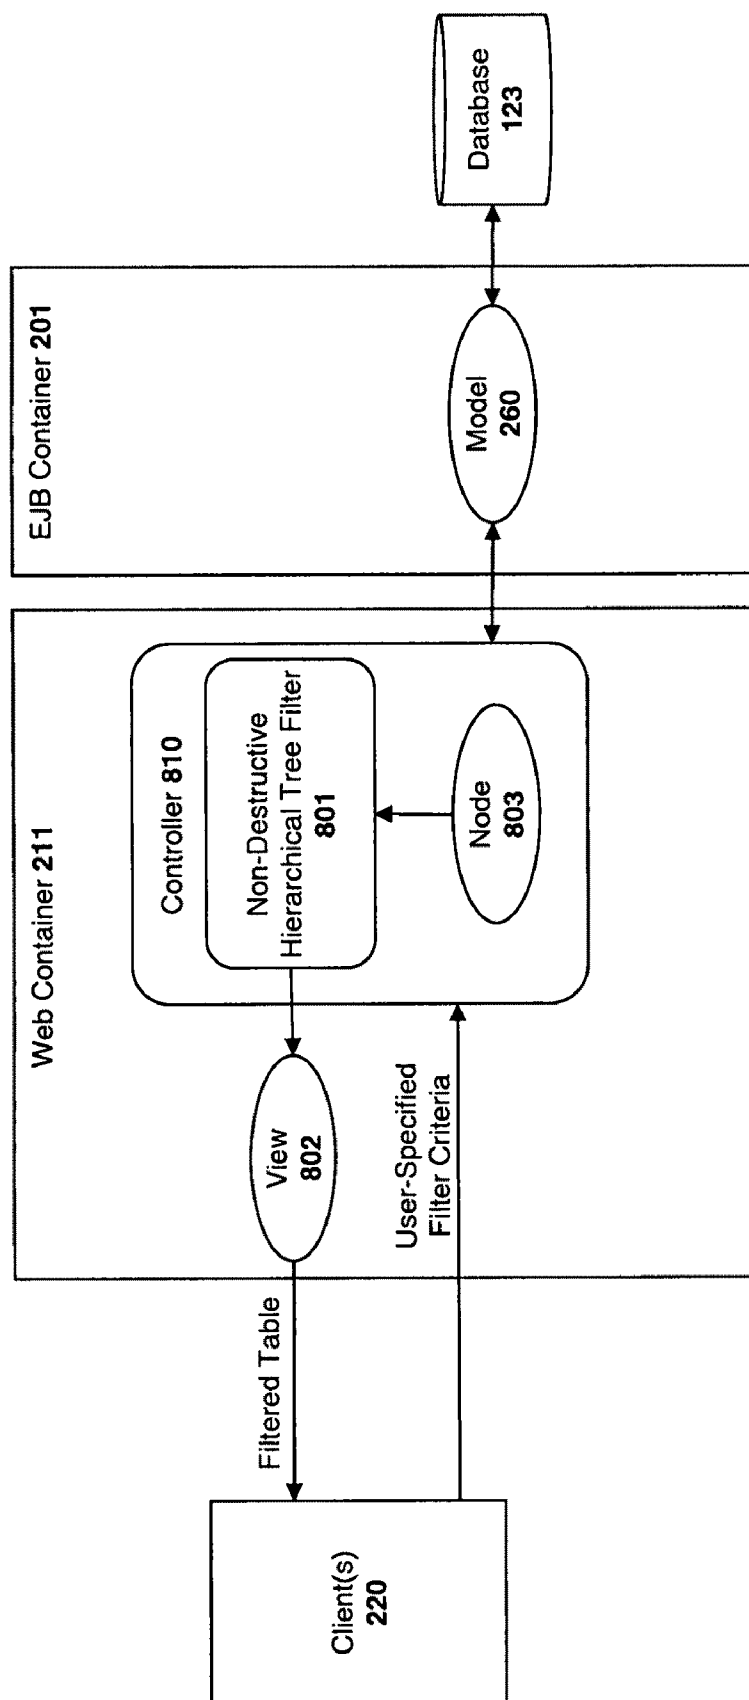 Client(s)
220
Filtered Table
User-Specified
Filter Criteria
Web Container 211
View
802
Controller 810
Non-Destructive
Hierarchical Tree Filter
801
Node
803
EJB Container 201
Model
260
Database
123